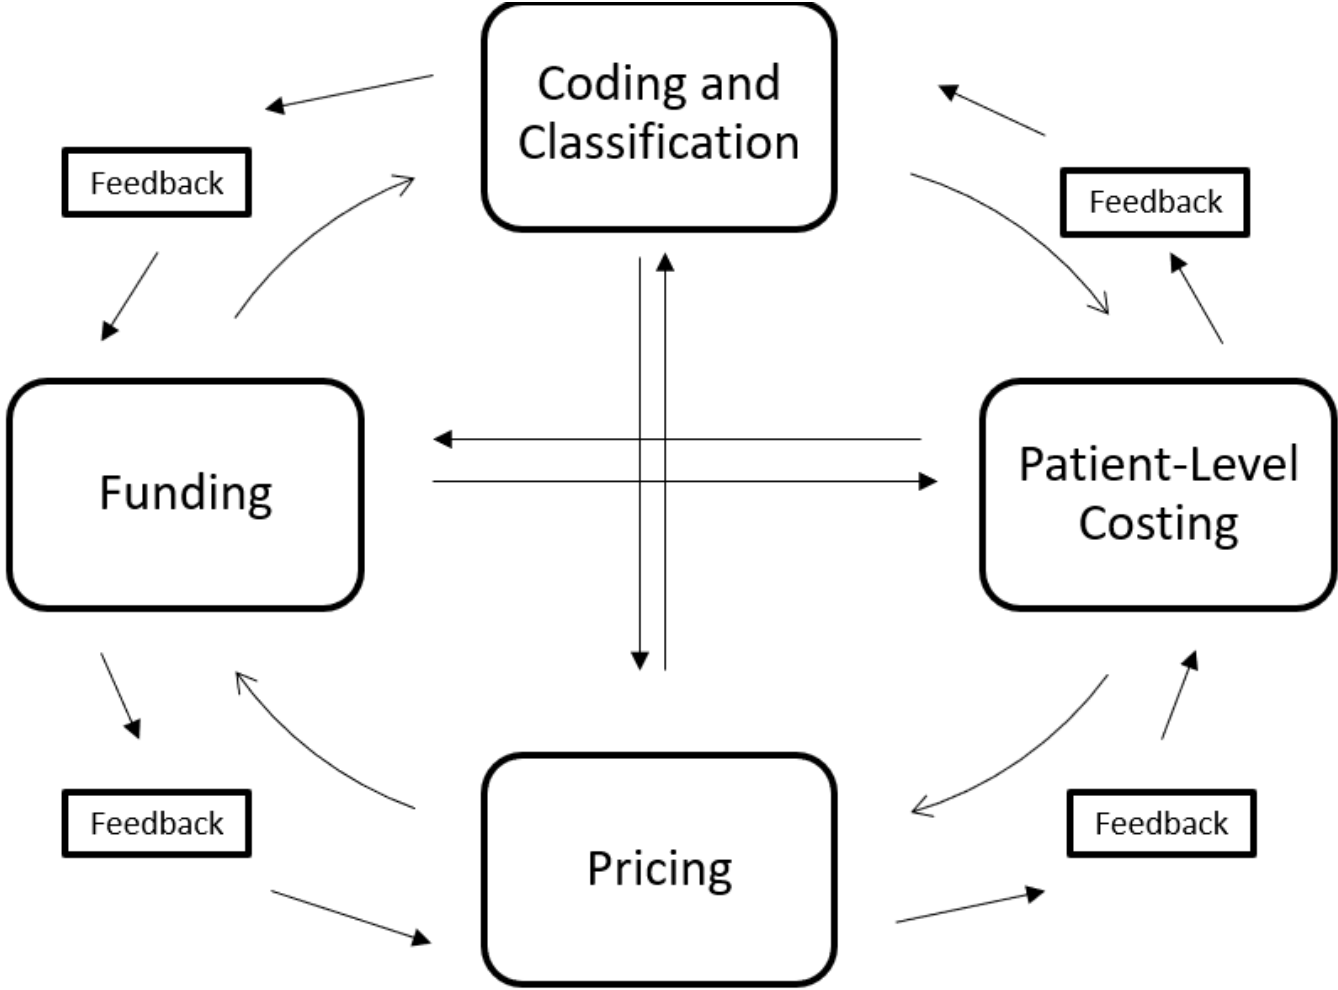 Coding and
Classification
Feedback
Feedback
Funding
Patient-Level
Costing
Feedback
Feedback
Pricing